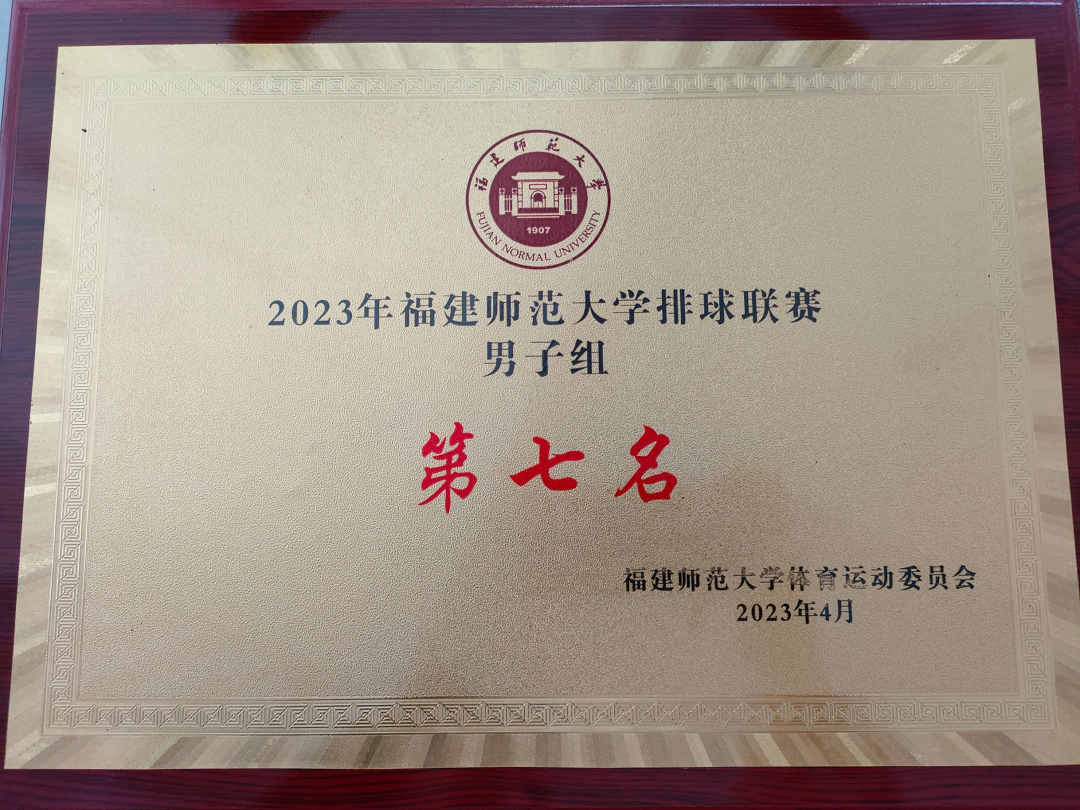 福建师范大学
1907
FUJIAN NORMAL UNIVERSITY
2023年福建师范大学排球联赛
男子组
第七名
福建师范大学体育运动委员会
2023年4月